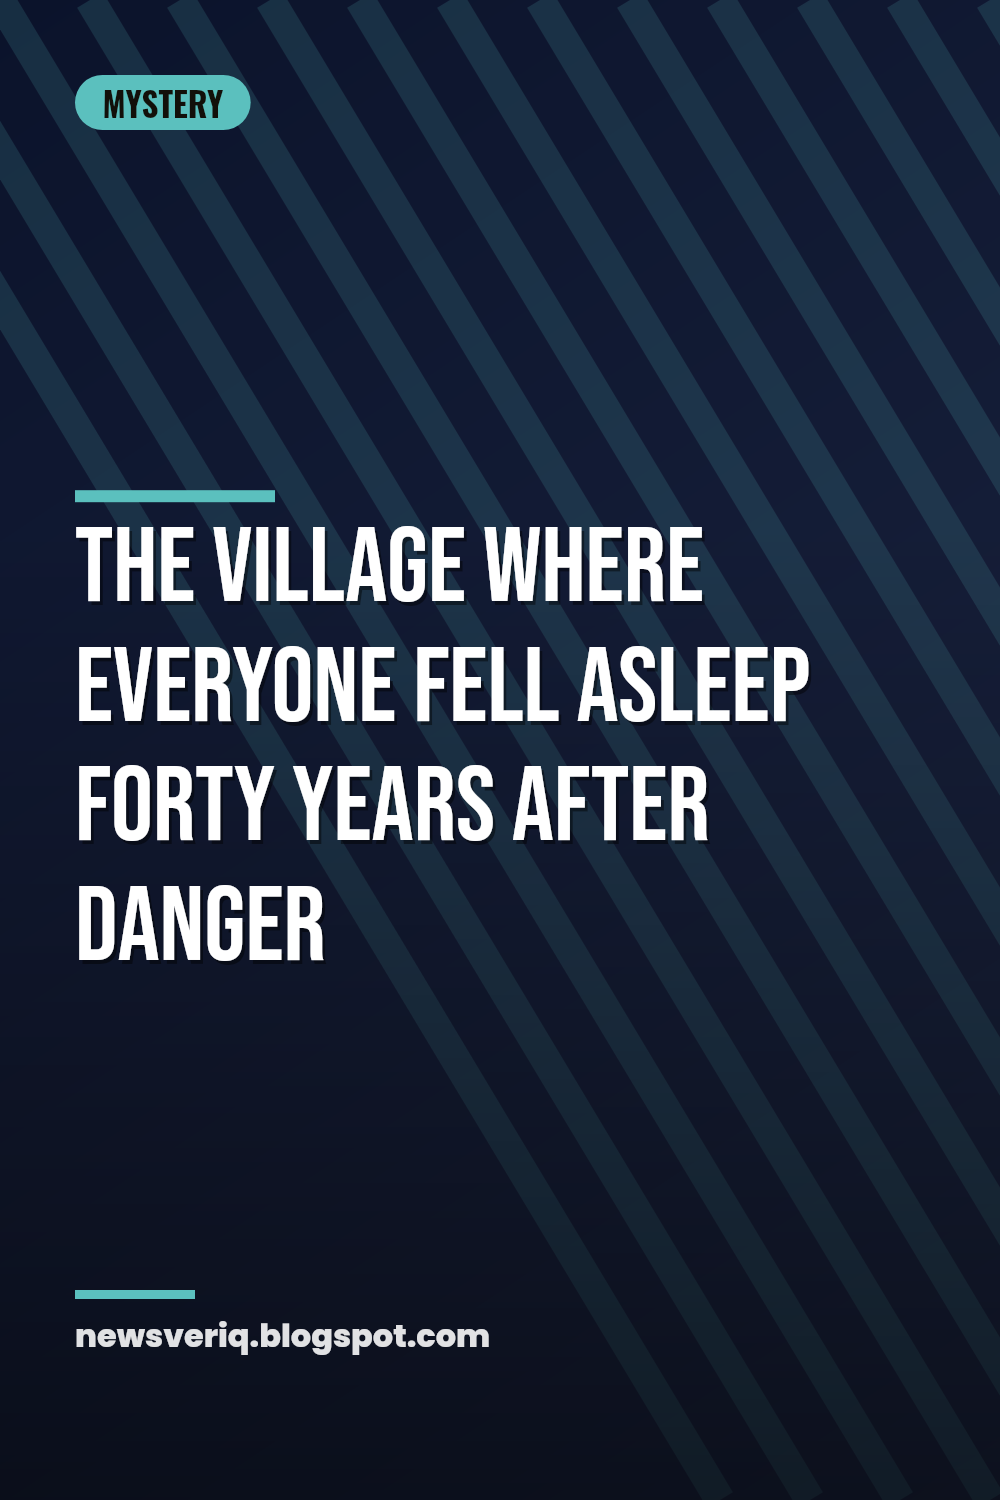 MYSTERY
THE VILLAGE WHERE
EVERYONE FELL ASLEEP
FORTY YEARS AFTER
DANGER
newsveriq.blogspot.com